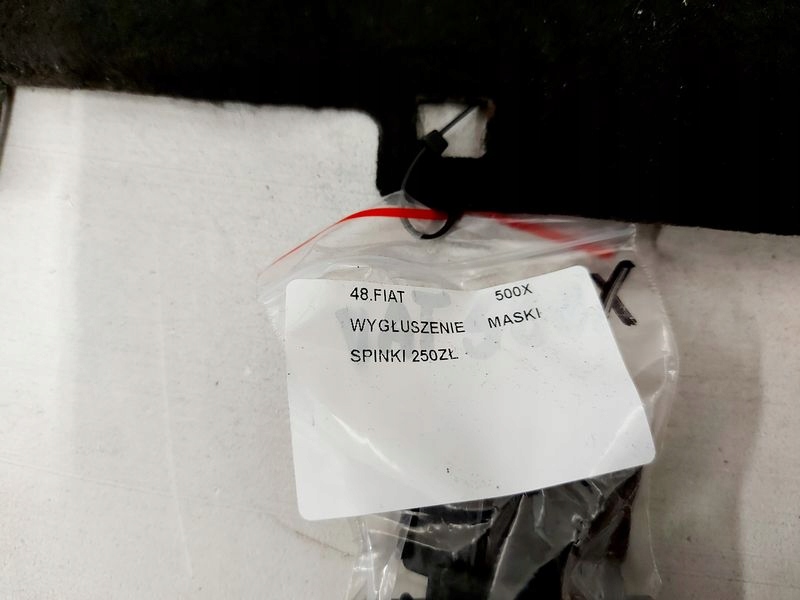 48.FIAT 500X
WYGŁUSZENIE MASKI
SPINKI 250ZŁ
X